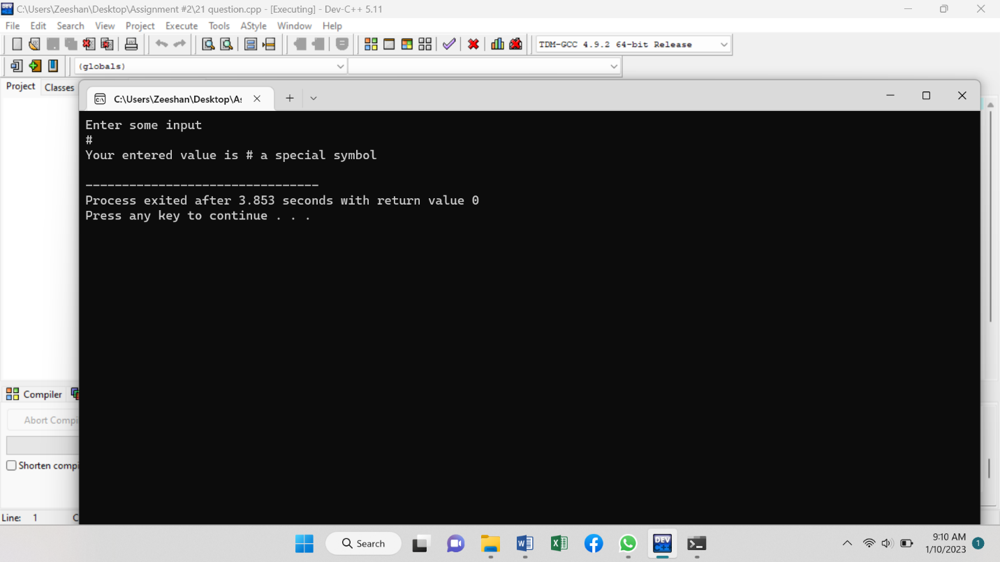 C:\Users\Zeeshan\Desktop\Assignment #2\21 question.cpp - [Executing] - Dev-C++ 5.11
File Edit Search View Project Execute Tools AStyle Window Help
TDM-GCC 4.9.2 64-bit Release
(globals)
Project Classes
C:\Users\Zeeshan\Desktop\A
Enter some input
#
Your entered value is # a special symbol
--------------------------------
Process exited after 3.853 seconds with return value 0
Press any key to continue . . .
Compiler
Abort Compi
Shorten compi
Line: 1
Search
DEV
9:10 AM
1/10/2023
1